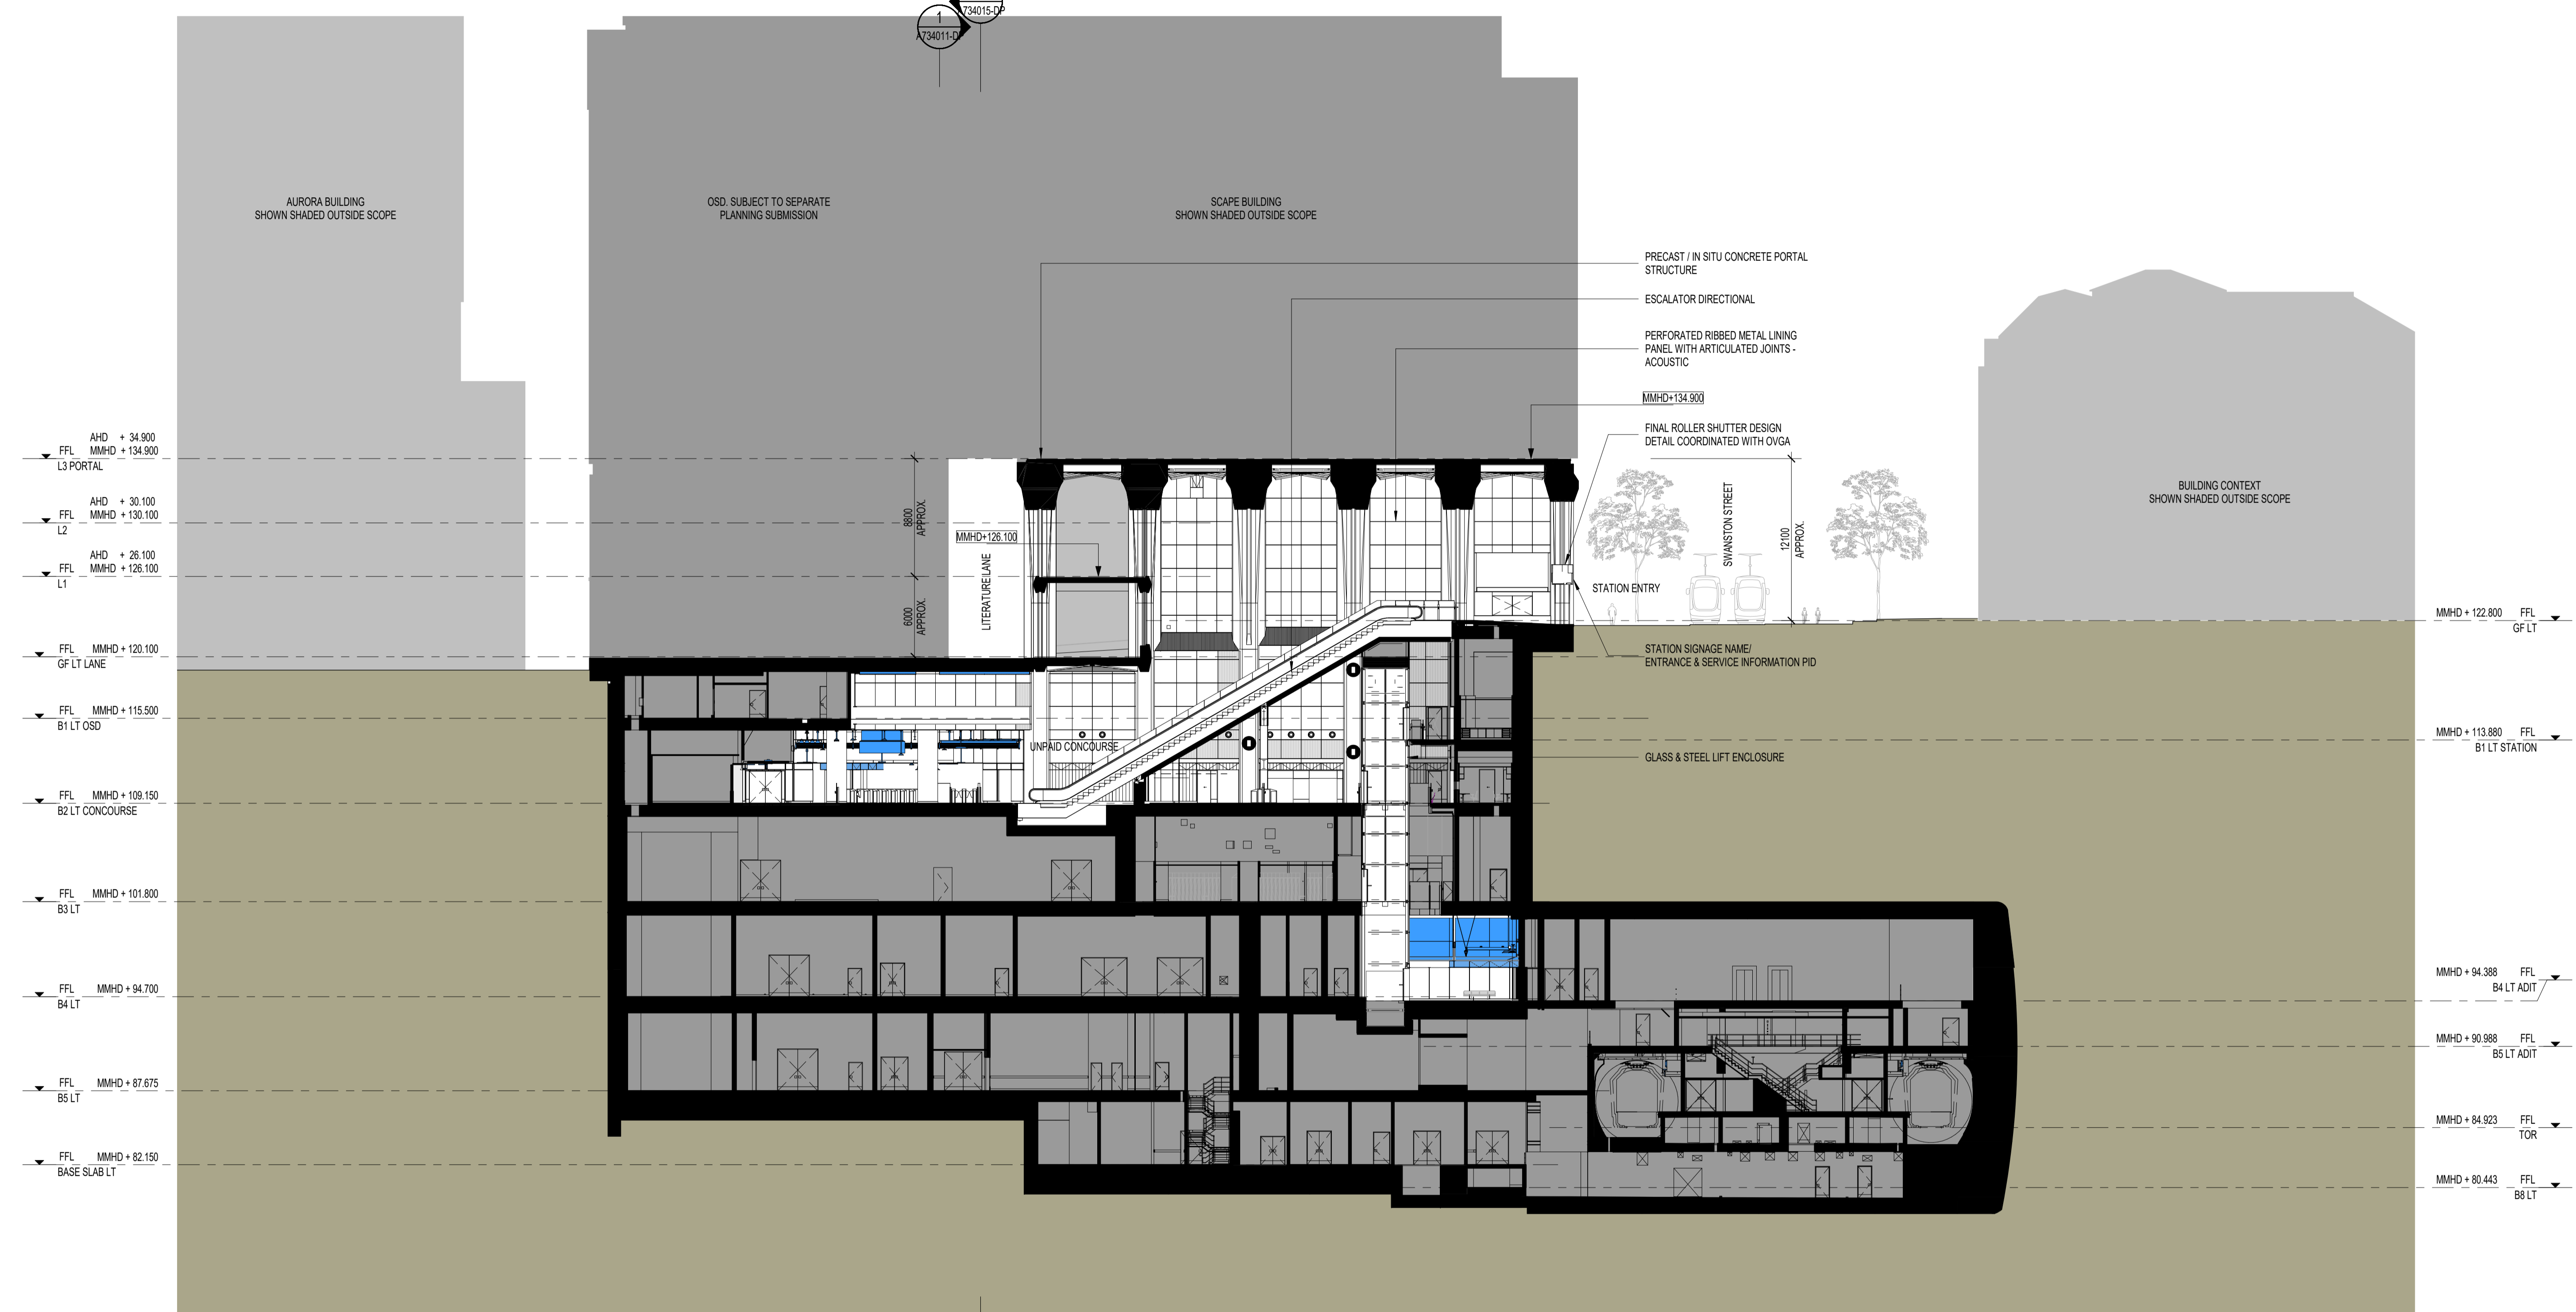 1
A734011-DP
A734015-DP
AURORA BUILDING
SHOWN SHADED OUTSIDE SCOPE
OSD. SUBJECT TO SEPARATE
PLANNING SUBMISSION
SCAPE BUILDING
SHOWN SHADED OUTSIDE SCOPE
PRECAST / IN SITU CONCRETE PORTAL
STRUCTURE
ESCALATOR DIRECTIONAL
PERFORATED RIBBED METAL LINING
PANEL WITH ARTICULATED JOINTS -
ACOUSTIC
MMHD+134.900
FINAL ROLLER SHUTTER DESIGN
DETAIL COORDINATED WITH OVGA
BUILDING CONTEXT
SHOWN SHADED OUTSIDE SCOPE
AHD + 34.900
FFL MMHD + 134.900
L3 PORTAL
AHD + 30.100
FFL MMHD + 130.100
L2
AHD + 26.100
FFL MMHD + 126.100
L1
FFL MMHD + 120.100
GF LT LANE
FFL MMHD + 115.500
B1 LT OSD
FFL MMHD + 109.150
B2 LT CONCOURSE
FFL MMHD + 101.800
B3 LT
FFL MMHD + 94.700
B4 LT
FFL MMHD + 87.675
B5 LT
FFL MMHD + 82.150
BASE SLAB LT
8800
APPROX.
6000
APPROX.
MMHD+126.100
LITERATURE LANE
UNPAID CONCOURSE
SWANSTON STREET
12100
APPROX.
STATION ENTRY
STATION SIGNAGE NAME/
ENTRANCE & SERVICE INFORMATION PID
GLASS & STEEL LIFT ENCLOSURE
MMHD + 122.800 FFL
GF LT
MMHD + 113.880 FFL
B1 LT STATION
MMHD + 94.388 FFL
B4 LT ADIT
MMHD + 90.988 FFL
B5 LT ADIT
MMHD + 84.923 FFL
TOR
MMHD + 80.443 FFL
B8 LT